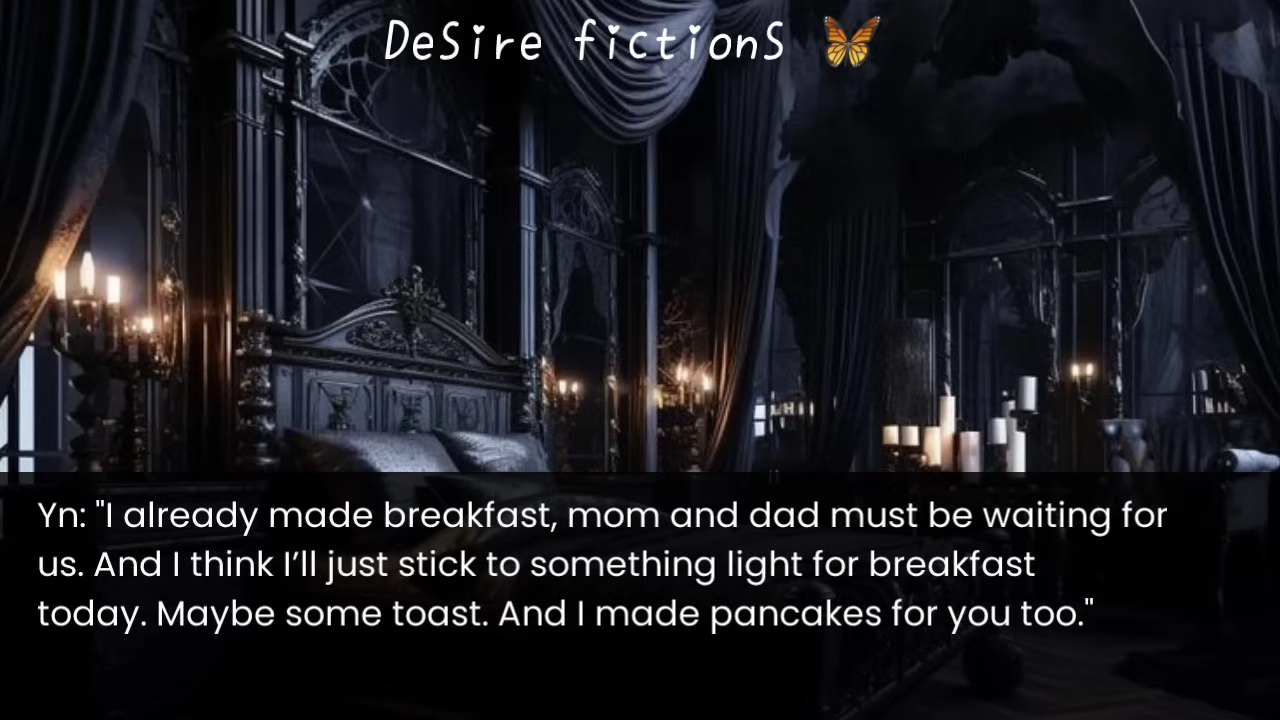 DeSire fictionS 🦋
Yn: "I already made breakfast, mom and dad must be waiting for
us. And I think I’ll just stick to something light for breakfast
today. Maybe some toast. And I made pancakes for you too."